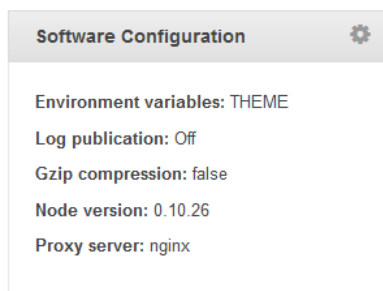 Software Configuration
Environment variables: THEME
Log publication: Off
Gzip compression: false
Node version: 0.10.26
Proxy server: nginx